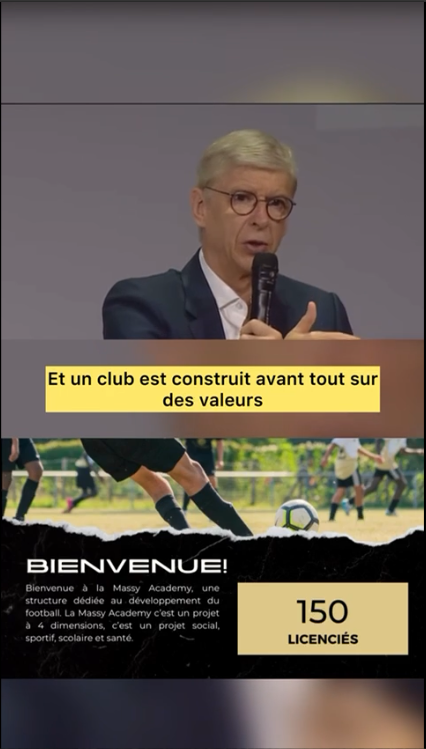 Et un club est construit avant tout sur
des valeurs
BIENVENUE!
Bienvenue à la Massy Academy, une
structure dédiée au développement du
football. La Massy Academy c'est un projet
à 4 dimensions, c'est un projet social,
sportif, scolaire et santé.
150
LICENCIÉS